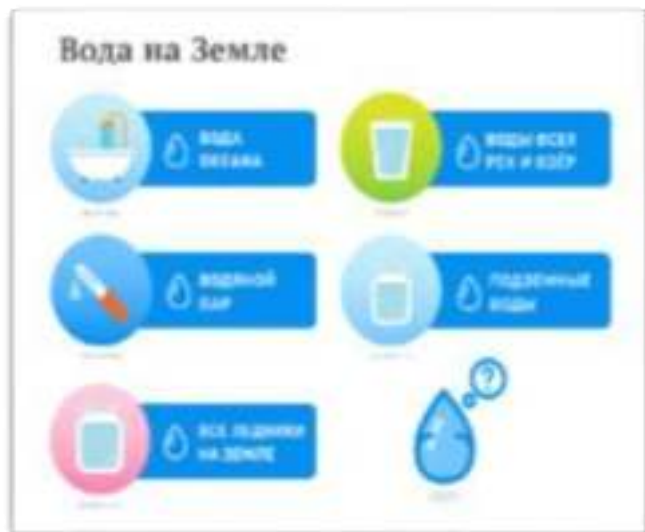 Вода на Земле
ВОДА
ОКЕАНА
ВОДЫ ВСЕХ
РЕК И ОЗЁР
ВОДЯНОЙ
ПАР
ПОДЗЕМНЫЕ
ВОДЫ
ВСЕ ЛЕДНИКИ
НА ЗЕМЛЕ
?